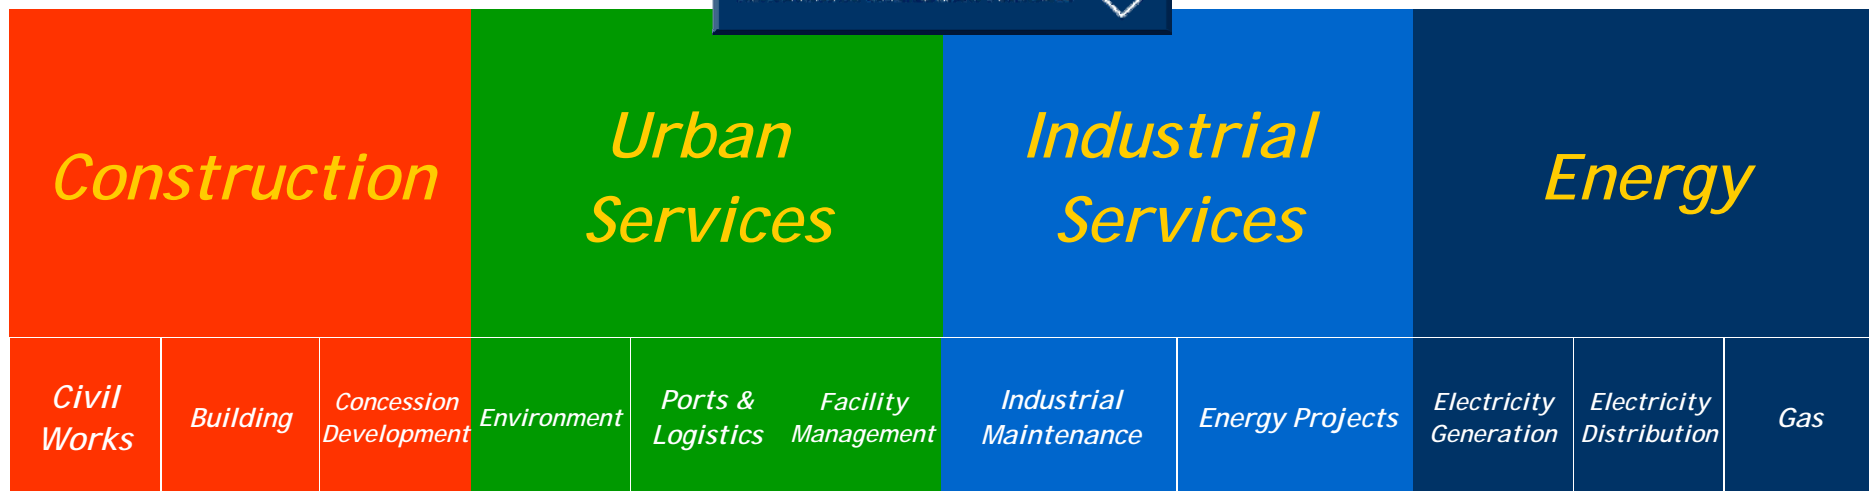 Construction
Urban
Services
Industrial
Services
Energy
Civil
Works
Building
Concession
Development
Environment
Ports &
Logistics
Facility
Management
Industrial
Maintenance
Energy Projects
Electricity
Generation
Electricity
Distribution
Gas